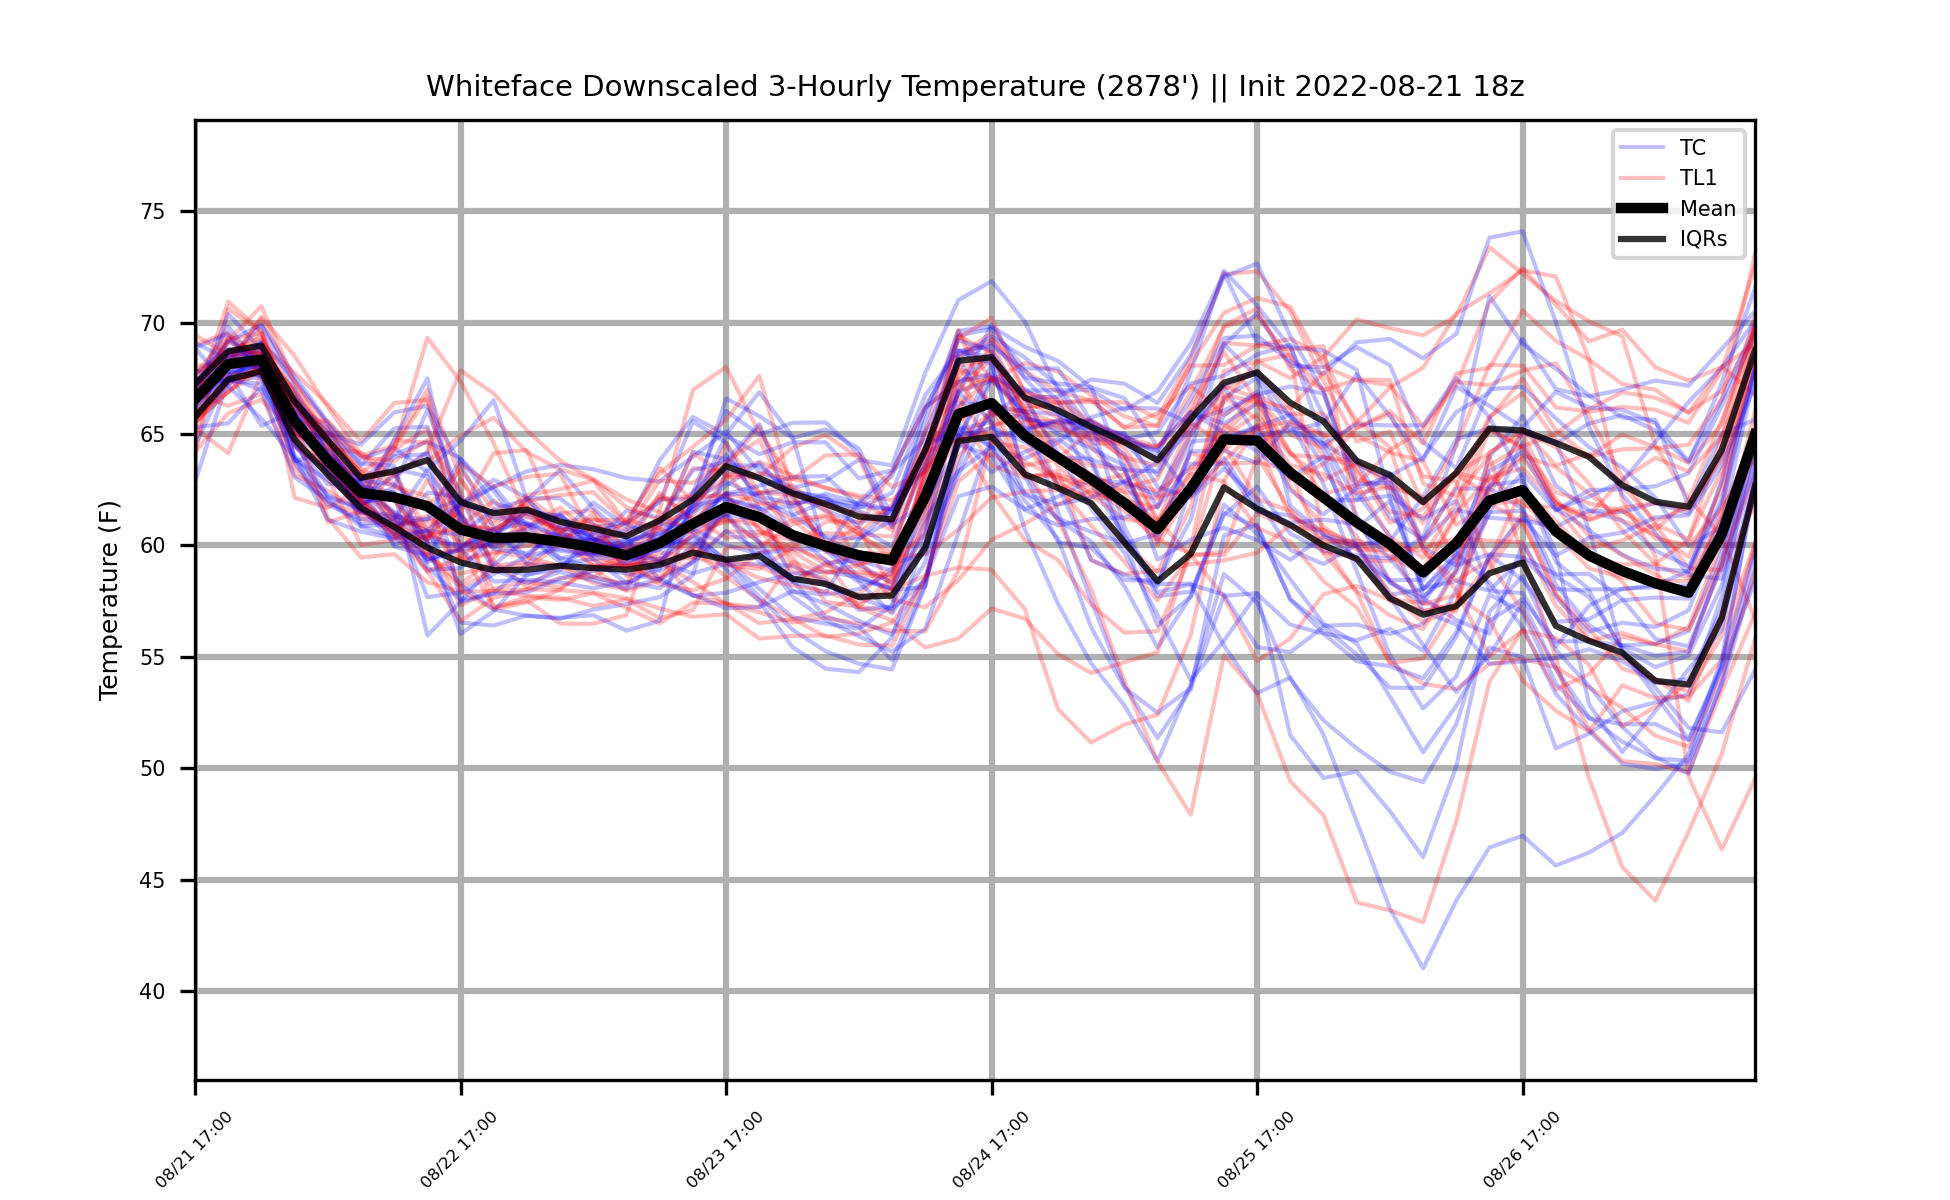 Whiteface Downscaled 3-Hourly Temperature (2878') || Init 2022-08-21 18z
TC
TL1
Mean
IQRs
Temperature (F)
75
70
65
60
55
50
45
40
08/21 17:00
08/22 17:00
08/23 17:00
08/24 17:00
08/25 17:00
08/26 17:00